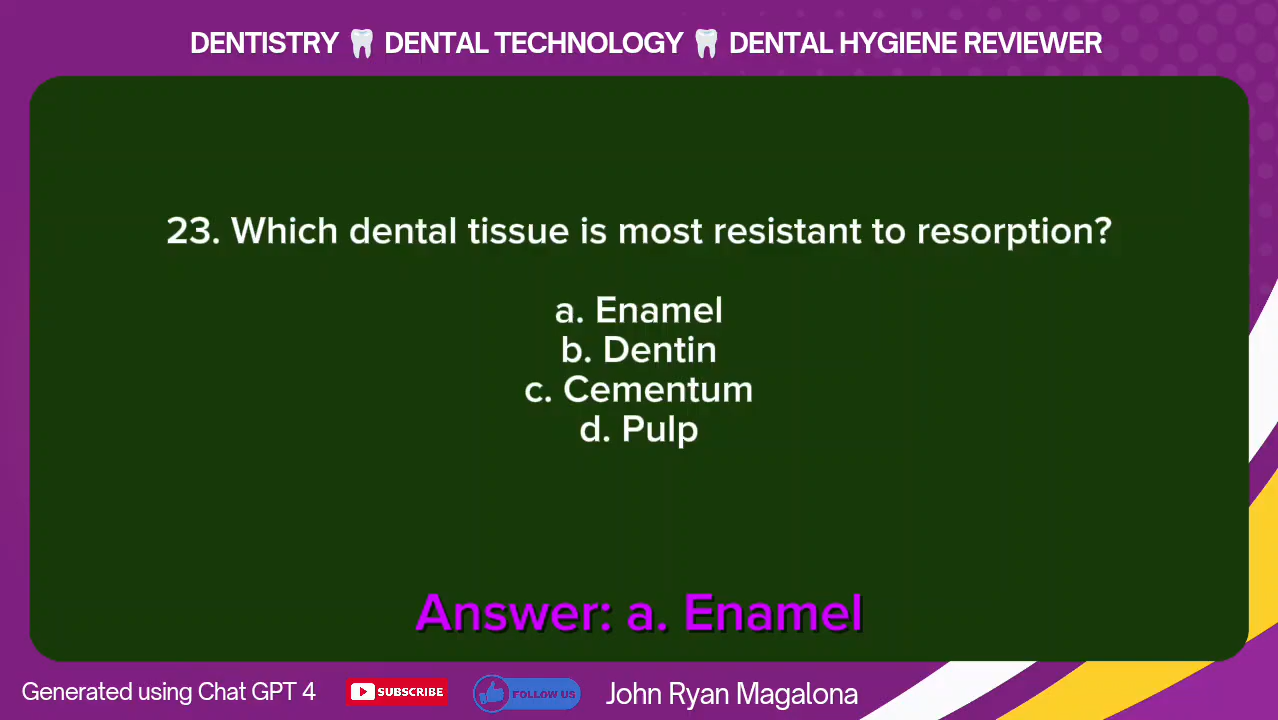 DENTISTRY 🦷 DENTAL TECHNOLOGY 🦷 DENTAL HYGIENE REVIEWER
23. Which dental tissue is most resistant to resorption?
a. Enamel
b. Dentin
c. Cementum
d. Pulp
Answer: a. Enamel
Generated using Chat GPT 4 SUBSCRIBE FOLLOW US John Ryan Magalona